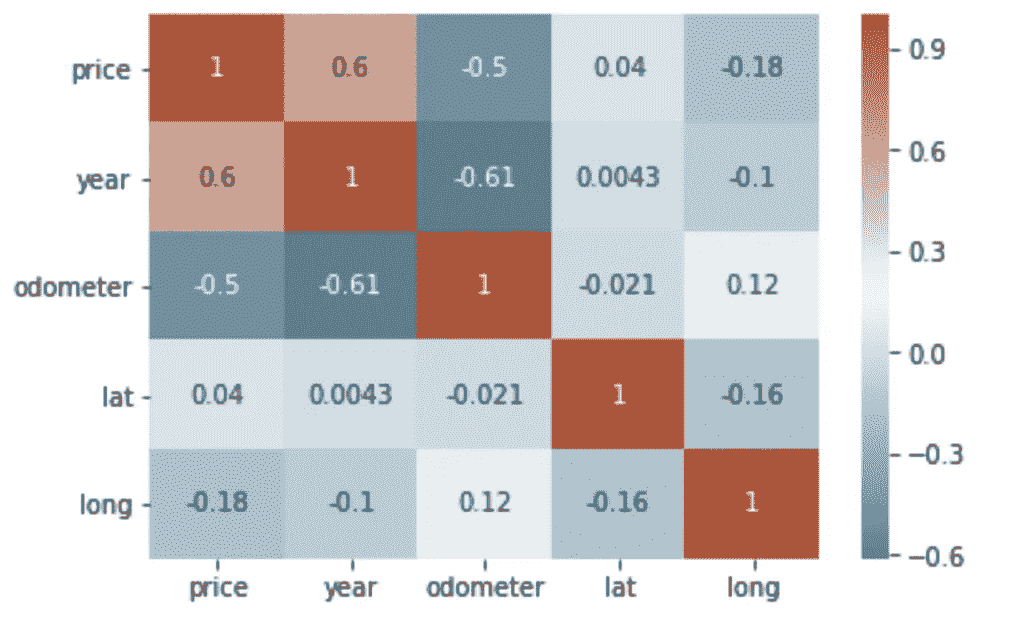 price 1 0.6 -0.5 0.04 -0.18
year 0.6 1 -0.61 0.0043 -0.1
odometer -0.5 -0.61 1 -0.021 0.12
lat 0.04 0.0043 -0.021 1 -0.16
long -0.18 -0.1 0.12 -0.16 1
price year odometer lat long
0.9
0.6
0.3
0.0
−0.3
−0.6